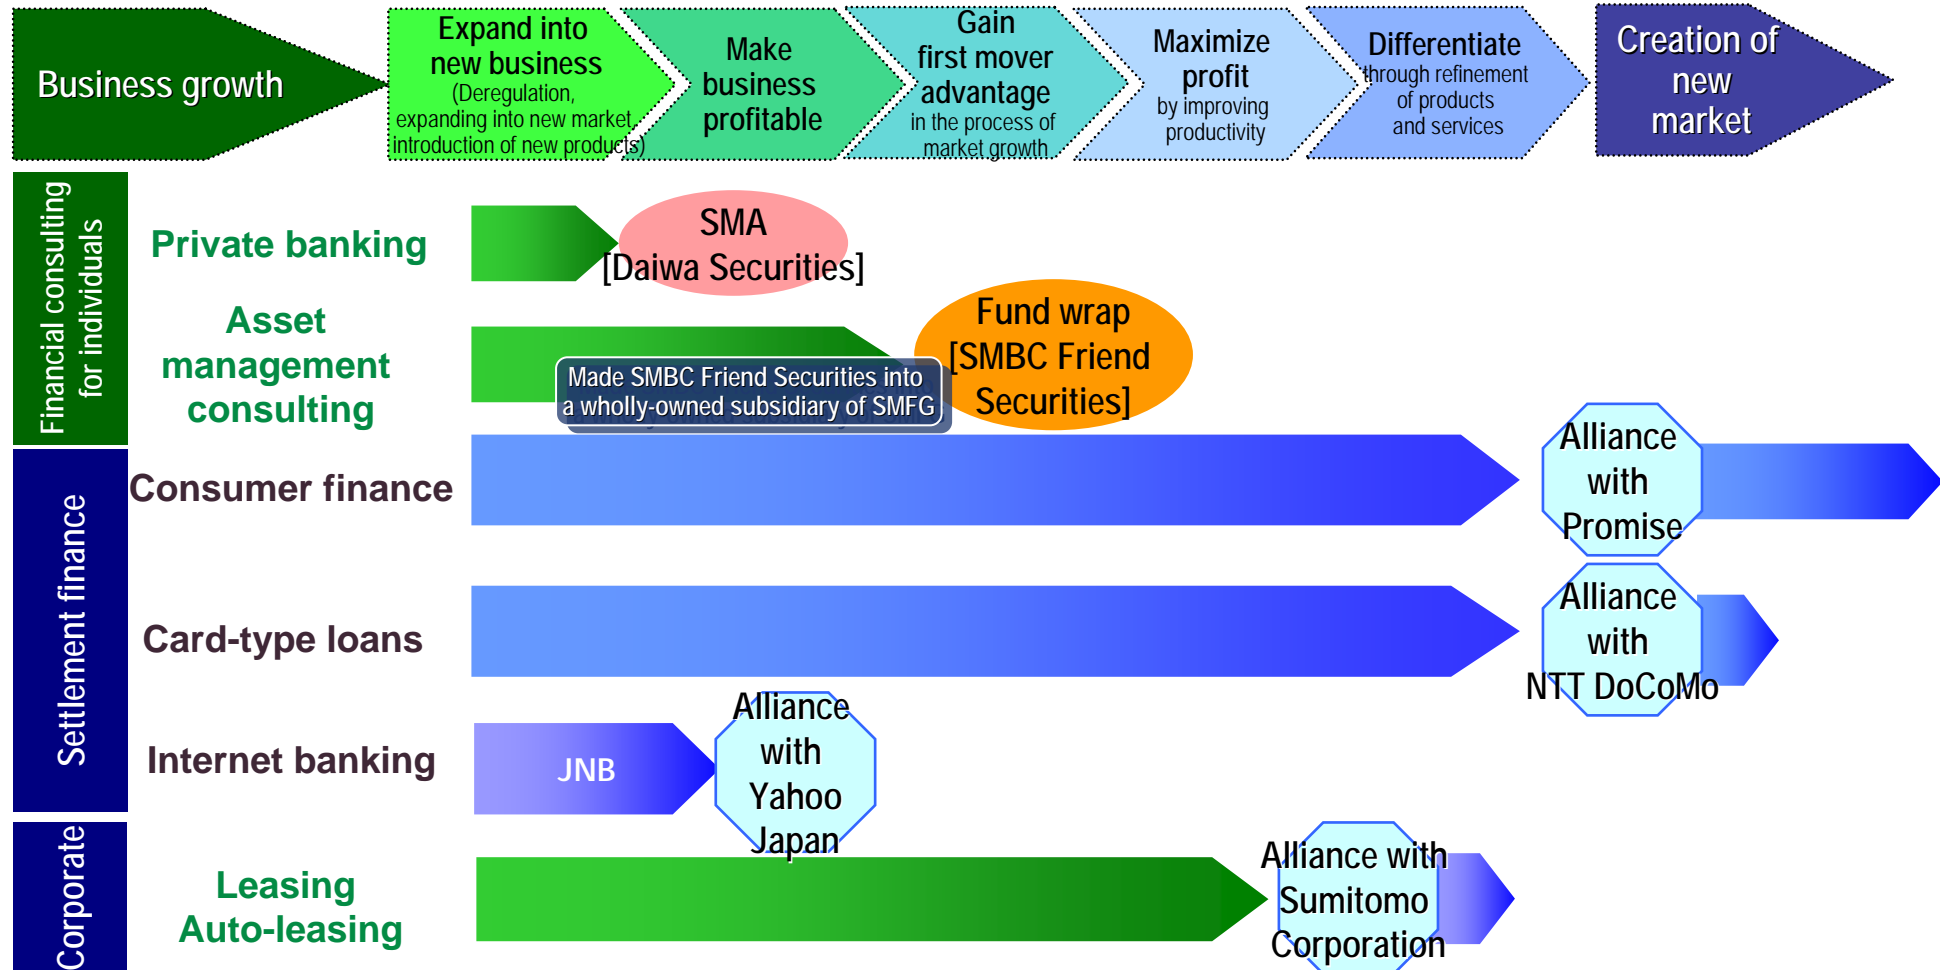 Business growth
Expand into
new business
(Deregulation,
expanding into new market,
introduction of new products)
Make
business
profitable
Gain
first mover
advantage
in the process of
market growth
Maximize
profit
by improving
productivity
Differentiate
through refinement
of products
and services
Creation of
new
market
Financial consulting
for individuals
Private banking
SMA
[Daiwa Securities]
Asset
management
consulting
Made SMBC Friend Securities into
a wholly-owned subsidiary of SMFG
Fund wrap
[SMBC Friend
Securities]
Settlement finance
Consumer finance
Alliance
with
Promise
Card-type loans
Alliance
with
NTT DoCoMo
Internet banking
JNB
Alliance
with
Yahoo
Japan
Corporate
Leasing
Auto-leasing
Alliance with
Sumitomo
Corporation